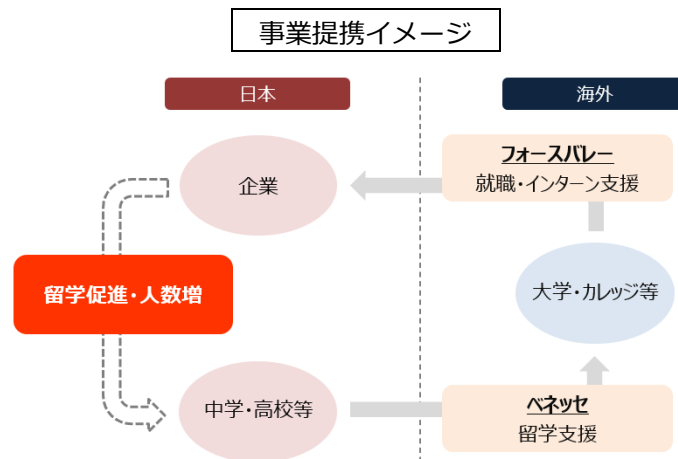 事業提携イメージ
日本
海外
フォースバレー
就職・インターン支援
企業
留学促進・人数増
大学・カレッジ等
中学・高校等
ベネッセ
留学支援